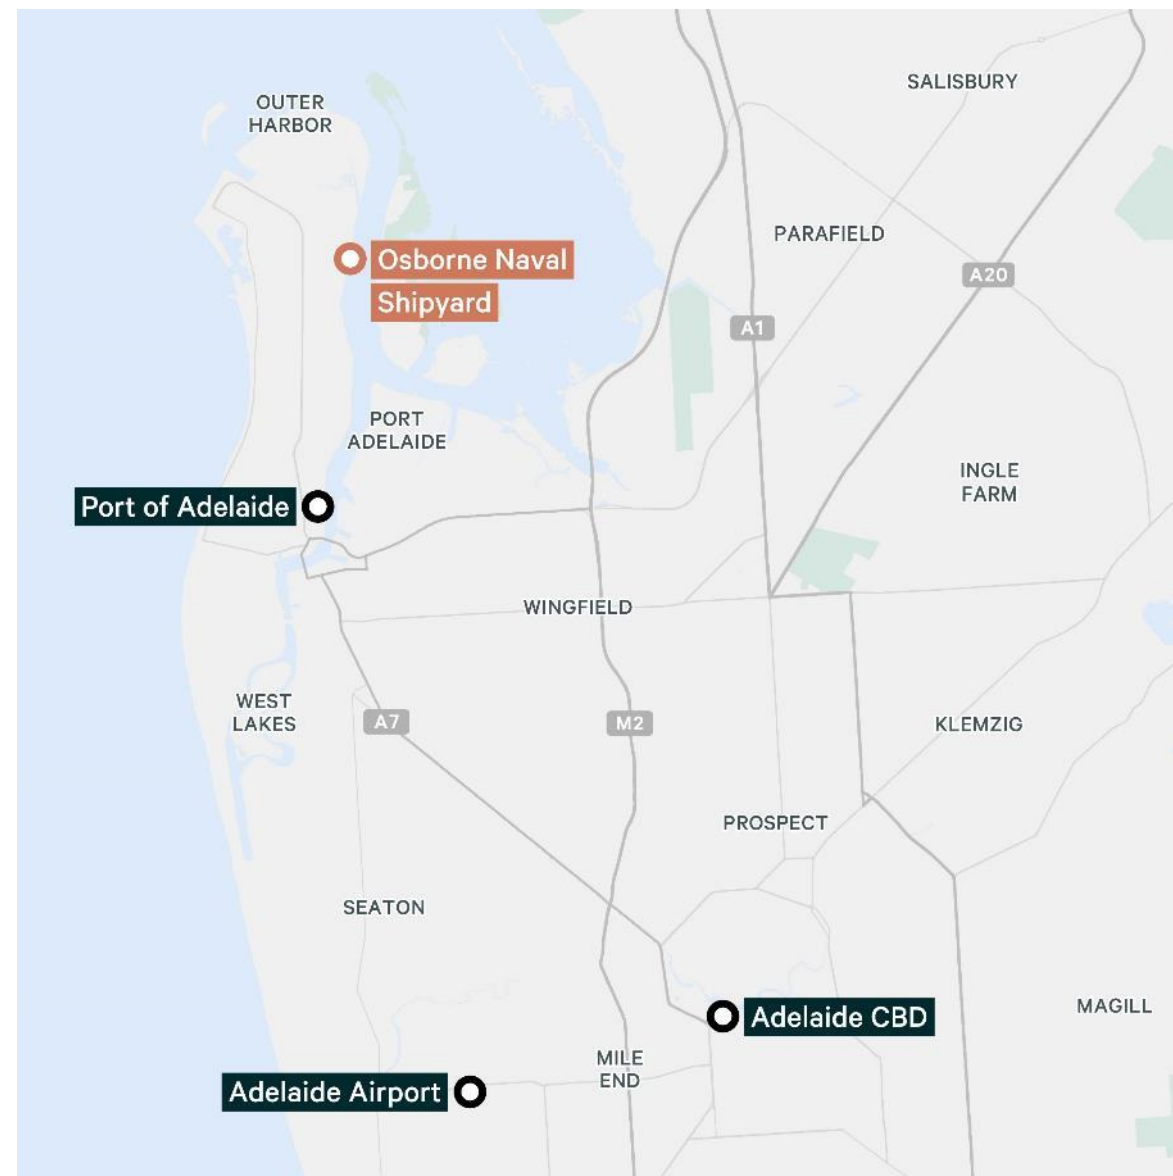 SALISBURY
OUTER
HARBOR
PARAFIELD
Osborne Naval
Shipyard
A20
A1
PORT
ADELAIDE
INGLE
FARM
Port of Adelaide
WINGFIELD
WEST
LAKES
A7
M2
KLEMZIG
PROSPECT
SEATON
MAGILL
Adelaide CBD
MILE
END
Adelaide Airport